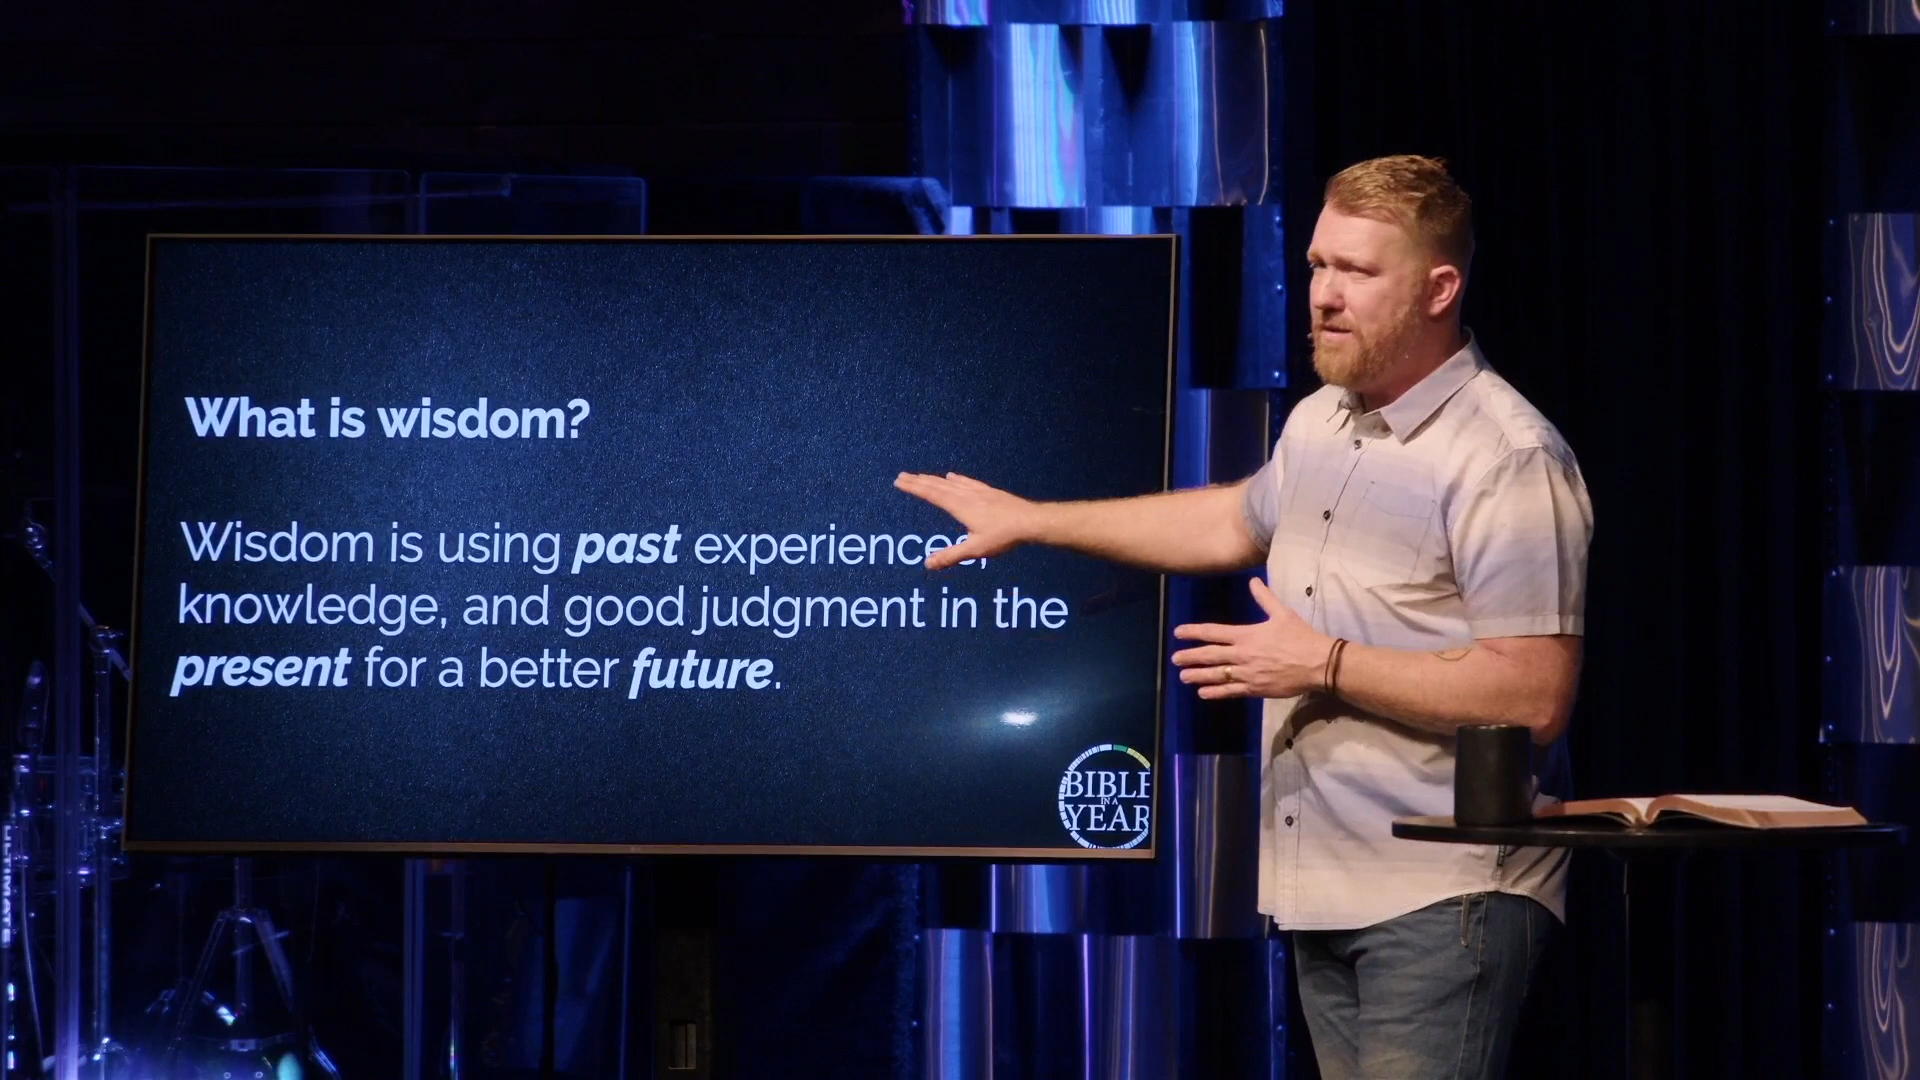 What is wisdom?
Wisdom is using past experiences,
knowledge, and good judgment in the
present for a better future.
BIBLE
IN A
YEAR